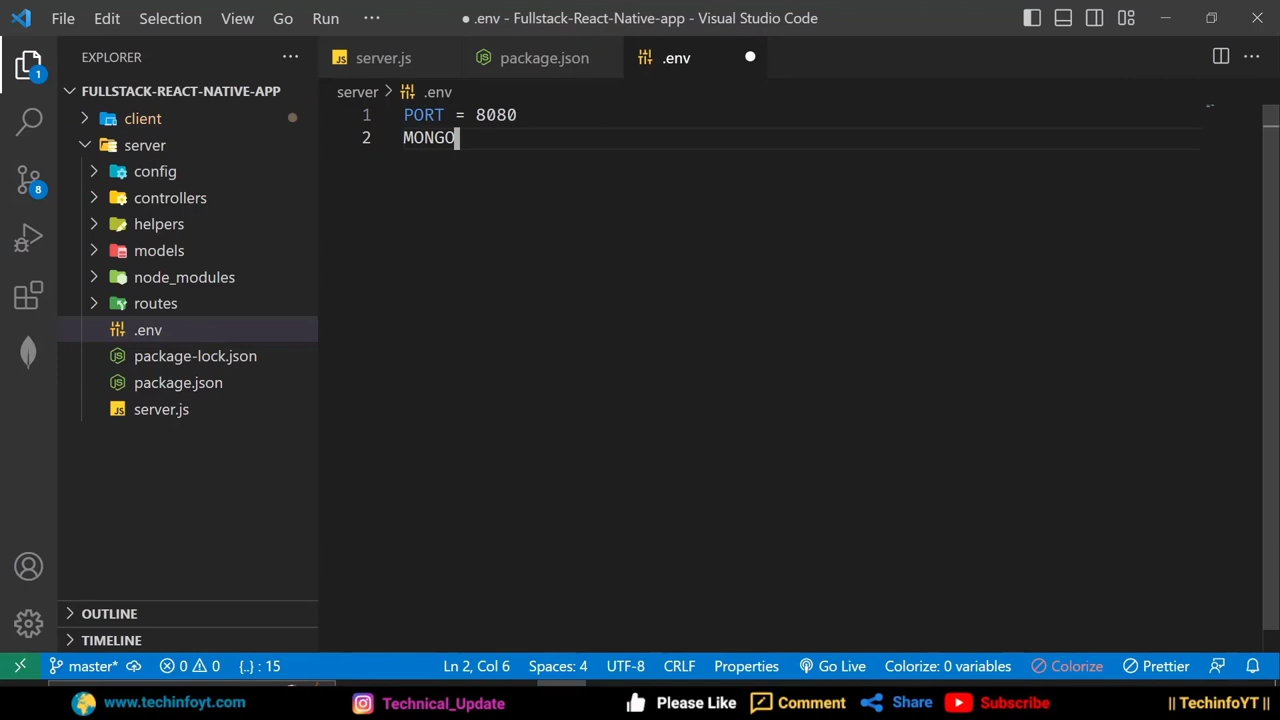 File Edit Selection View Go Run ··· ● .env - Fullstack-React-Native-app - Visual Studio Code
EXPLORER ···
server.js package.json .env ● ···
FULLSTACK-REACT-NATIVE-APP
server > .env
client
server
config
controllers
helpers
models
node_modules
routes
.env
package-lock.json
package.json
server.js
1 PORT = 8080
2 MONGO
1
8
OUTLINE
TIMELINE
master* 0 0 {..} : 15 Ln 2, Col 6 Spaces: 4 UTF-8 CRLF Properties Go Live Colorize: 0 variables Colorize Prettier
www.techinfoyt.com Technical_Update Please Like Comment Share Subscribe || TechinfoYT ||